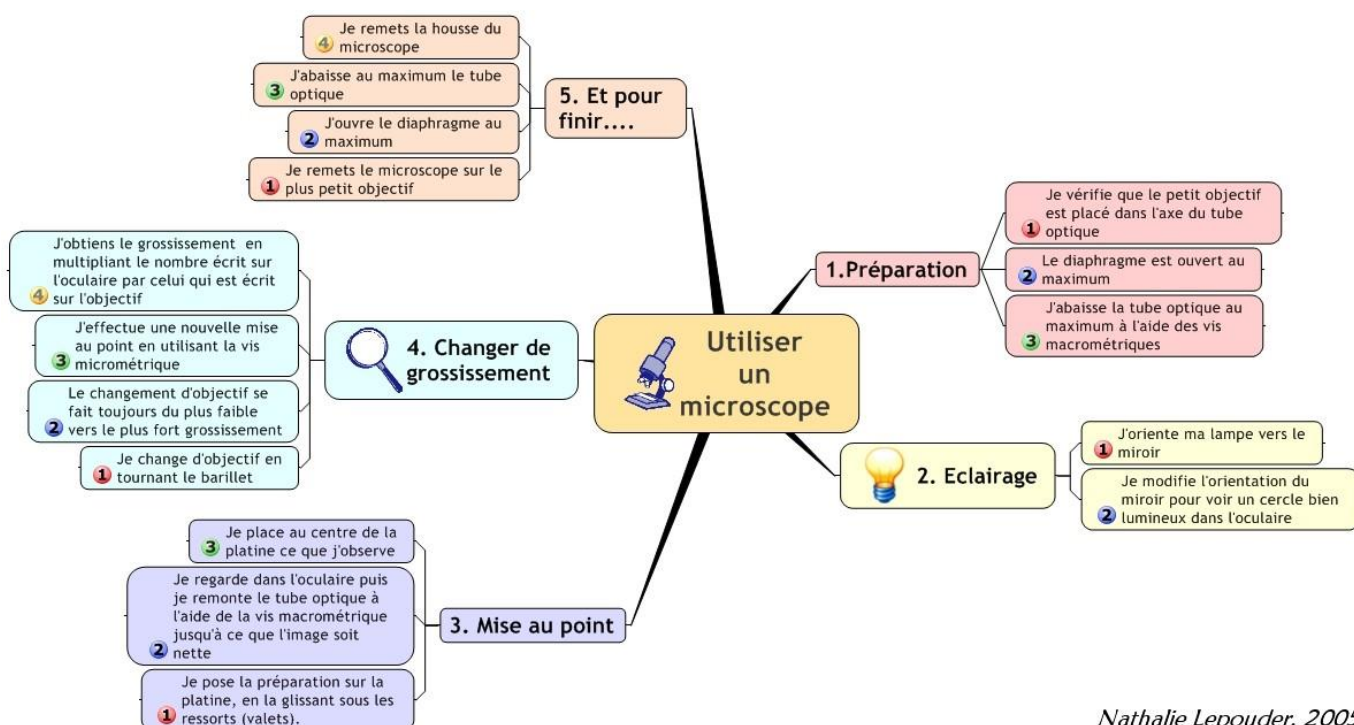 Utiliser
un
microscope
1.Préparation
1
Je vérifie que le petit objectif
est placé dans l'axe du tube
optique
2
Le diaphragme est ouvert au
maximum
3
J'abaisse la tube optique au
maximum à l'aide des vis
macrométriques
2. Eclairage
1
J'oriente ma lampe vers le
miroir
2
Je modifie l'orientation du
miroir pour voir un cercle bien
lumineux dans l'oculaire
3. Mise au point
3
Je place au centre de la
platine ce que j'observe
2
Je regarde dans l'oculaire puis
je remonte le tube optique à
l'aide de la vis macrométrique
jusqu'à ce que l'image soit
nette
1
Je pose la préparation sur la
platine, en la glissant sous les
ressorts (valets).
4. Changer de
grossissement
4
J'obtiens le grossissement en
multipliant le nombre écrit sur
l'oculaire par celui qui est écrit
sur l'objectif
3
J'effectue une nouvelle mise
au point en utilisant la vis
micrométrique
2
Le changement d'objectif se
fait toujours du plus faible
vers le plus fort grossissement
1
Je change d'objectif en
tournant le barillet
5. Et pour
finir....
4
Je remets la housse du
microscope
3
J'abaisse au maximum le tube
optique
2
J'ouvre le diaphragme au
maximum
1
Je remets le microscope sur le
plus petit objectif
Nathalie Lepouder, 2005